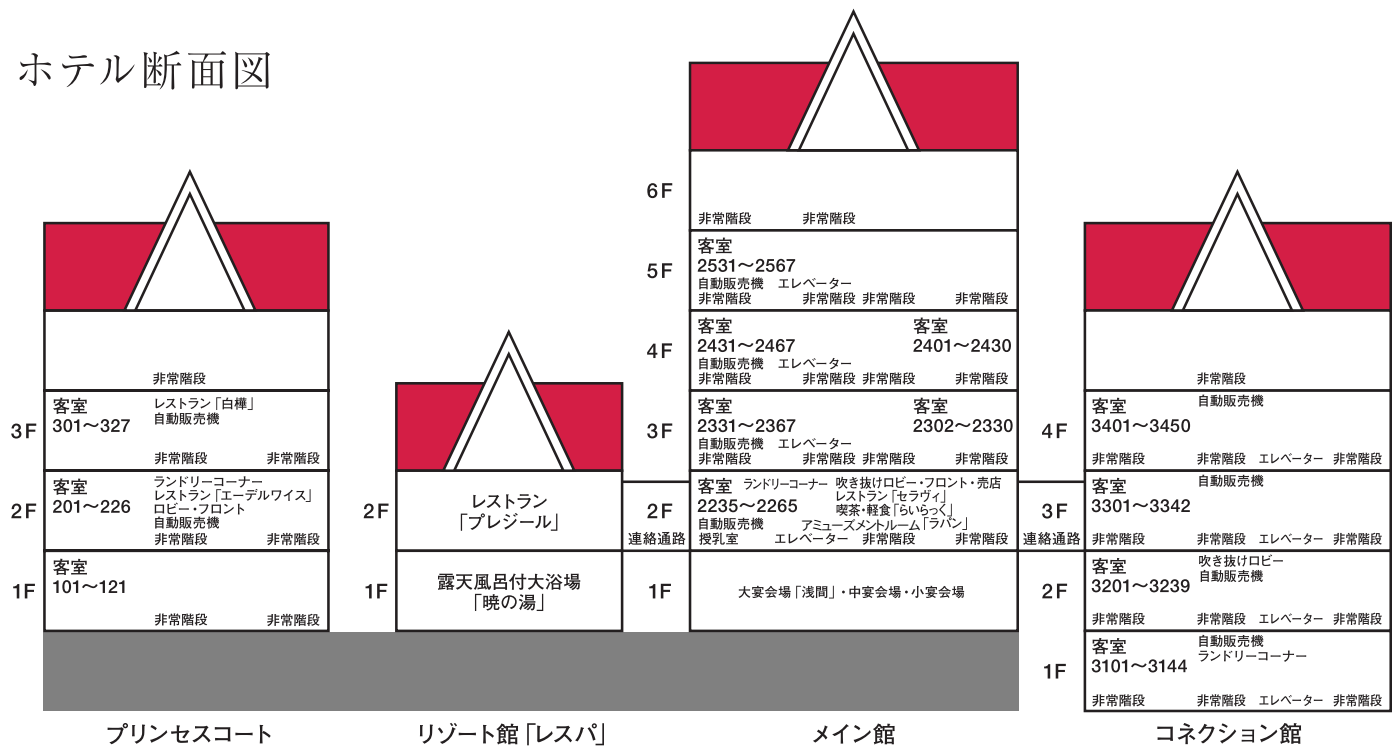 ホテル断面図
非常階段
3F
客室
301〜327
レストラン「白樺」
自動販売機
非常階段 非常階段
2F
客室
201〜226
ランドリーコーナー
レストラン「エーデルワイス」
ロビー・フロント
自動販売機
非常階段 非常階段
1F
客室
101〜121
非常階段 非常階段
プリンセスコート
2F
レストラン
「プレジール」
1F
露天風呂付大浴場
「暁の湯」
リゾート館「レスパ」
6F
非常階段 非常階段
5F
客室
2531〜2567
自動販売機 エレベーター
非常階段 非常階段 非常階段 非常階段
4F
客室 客室
2431〜2467 2401〜2430
自動販売機 エレベーター
非常階段 非常階段 非常階段 非常階段
3F
客室 客室
2331〜2367 2302〜2330
自動販売機 エレベーター
非常階段 非常階段 非常階段 非常階段
2F
連絡通路
客室 ランドリーコーナー 吹き抜けロビー・フロント・売店
2235〜2265 レストラン「セラヴィ」
喫茶・軽食「らいらっく」
自動販売機 アミューズメントルーム「ラパン」
授乳室 エレベーター 非常階段 非常階段
1F
大宴会場「浅間」・中宴会場・小宴会場
メイン館
非常階段
4F
客室
3401〜3450
自動販売機
非常階段 非常階段 エレベーター 非常階段
3F
連絡通路
客室
3301〜3342
自動販売機
非常階段 非常階段 エレベーター 非常階段
2F
客室
3201〜3239
吹き抜けロビー
自動販売機
非常階段 非常階段 エレベーター 非常階段
1F
客室
3101〜3144
自動販売機
ランドリーコーナー
非常階段 非常階段 エレベーター 非常階段
コネクション館